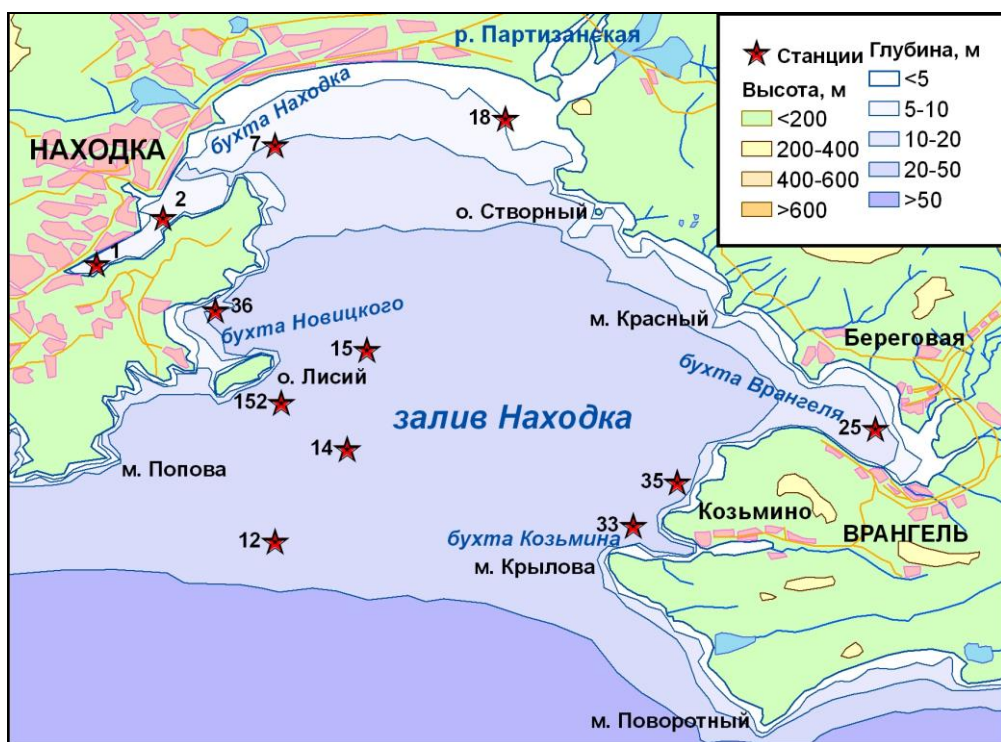 р. Партизанская
бухта Находка
НАХОДКА
18
7
2
1
о. Створный
36
бухта Новицкого
м. Красный
15
о. Лисий
152
Береговая
бухта Врангеля
залив Находка
25
14
м. Попова
35
Козьмино
33
ВРАНГЕЛЬ
12
бухта Козьмина
м. Крылова
м. Поворотный
Станции
Высота, м
<200
200-400
400-600
>600
Глубина, м
<5
5-10
10-20
20-50
>50